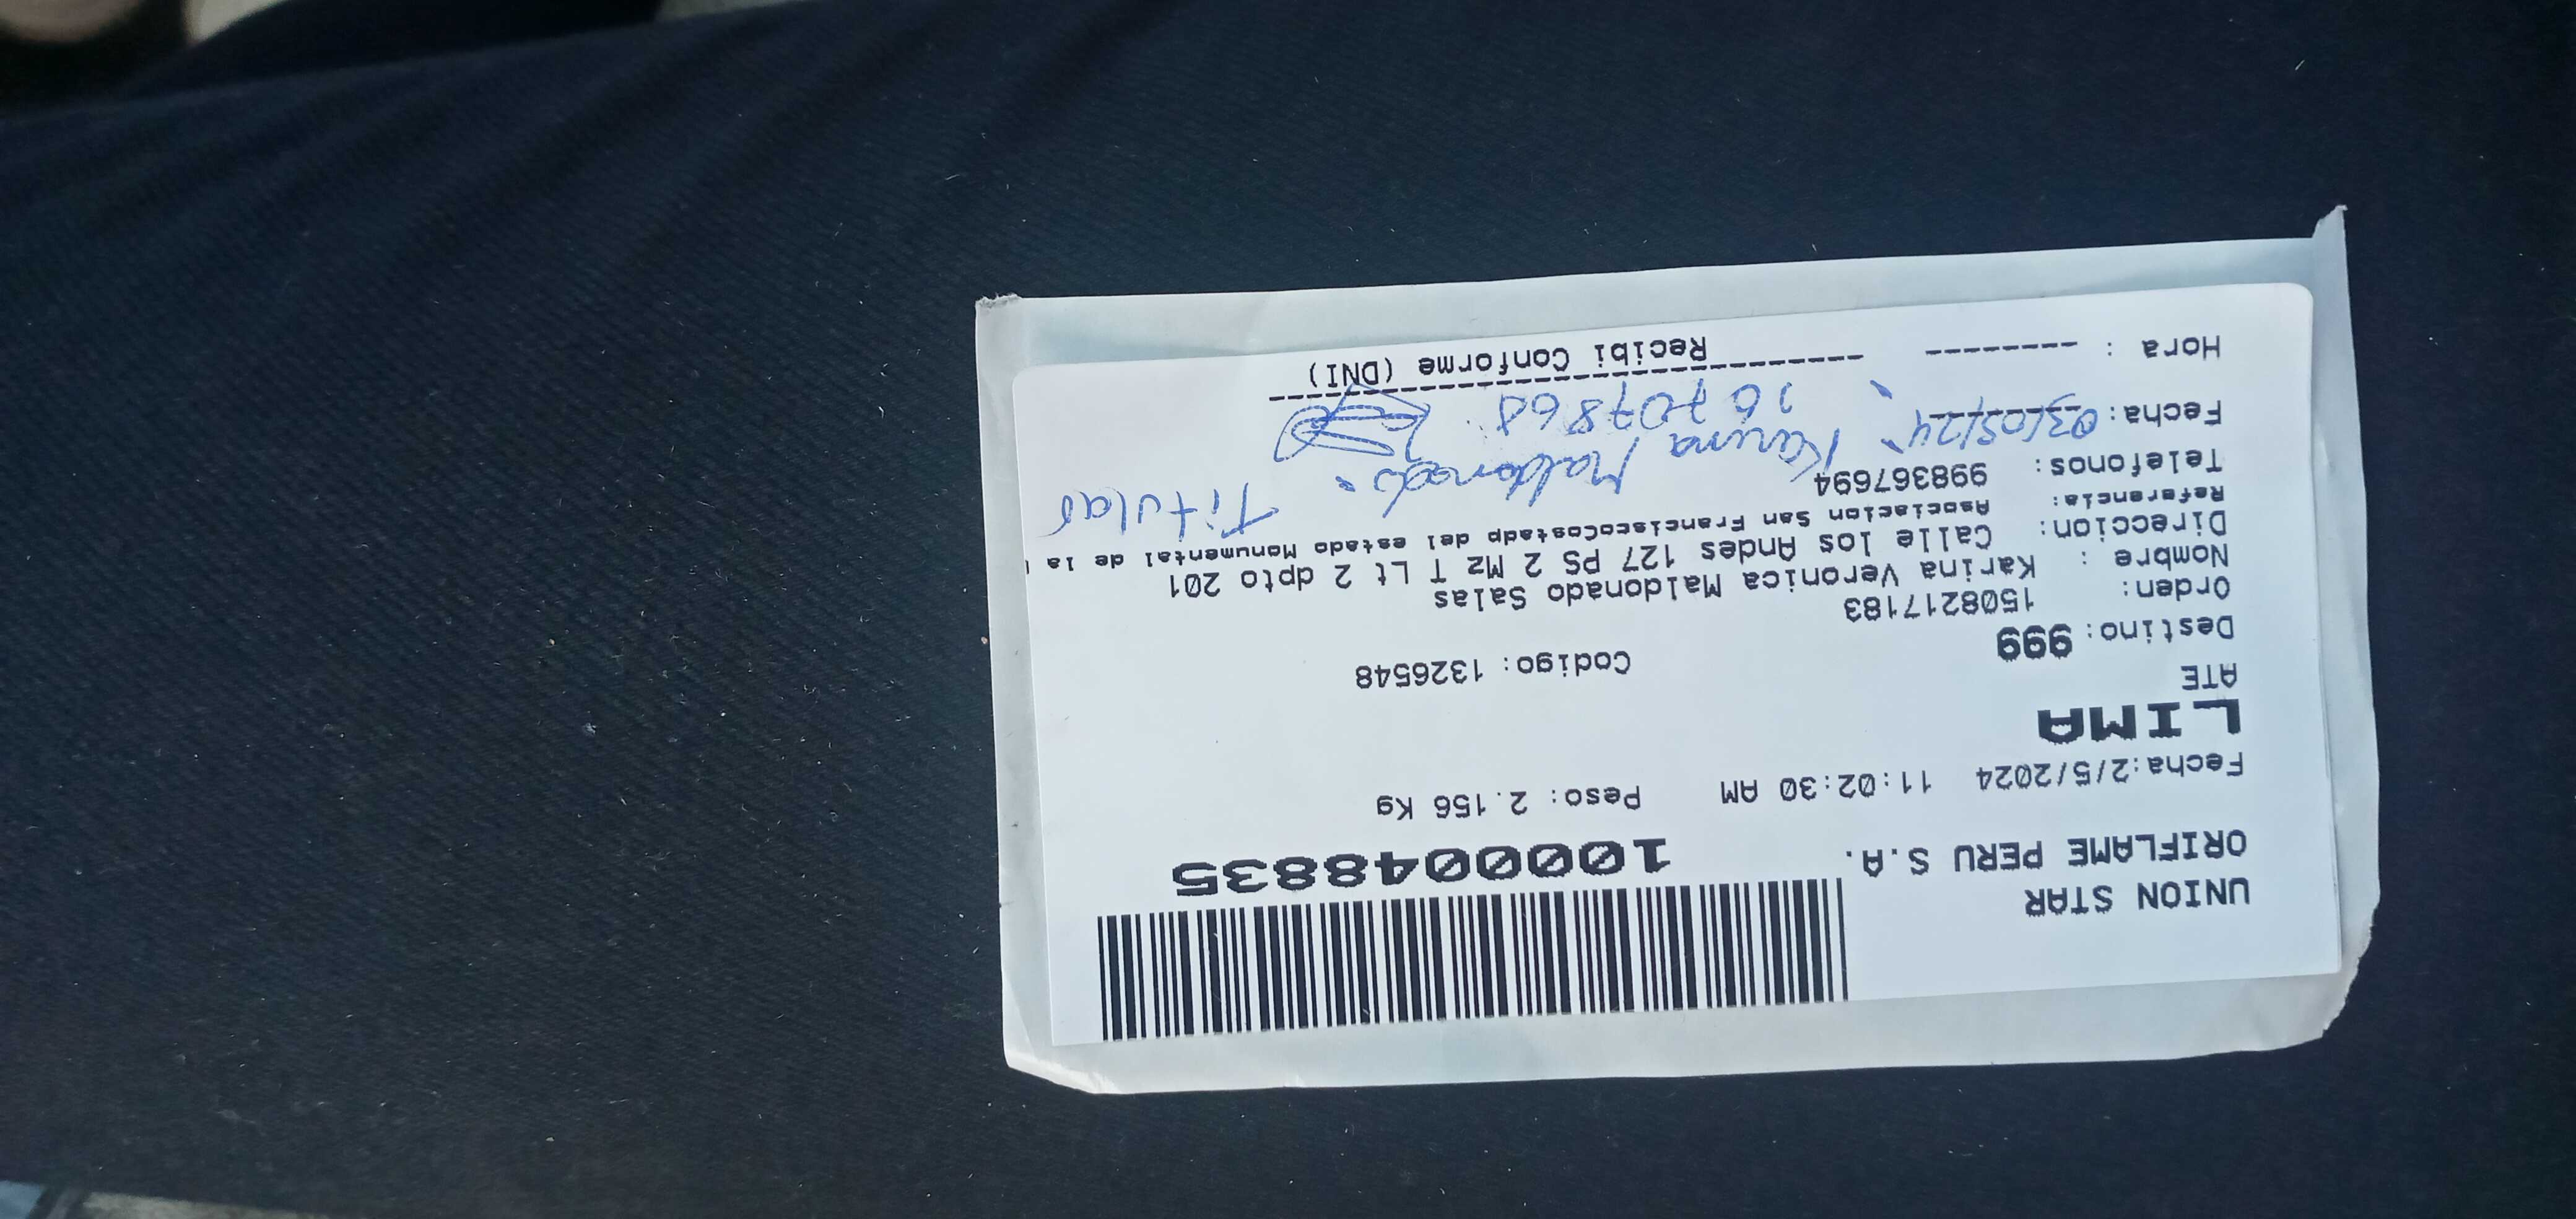 UNION STAR
ORIFLAME PERU S.A.
1000048835
Fecha:2/5/2024 11:02:30 AM Peso: 2.156 Kg
LIMA
ATE
Destino: 999 Codigo: 1326548
Orden: 1508217183
Nombre : Karina Veronica Maldonado Salas
Direccion: Calle los Andes 127 PS 2 Mz T Lt 2 dpto 201
Referencia: Asociacion San FranciscoCostadp del estado Monumental de la
Telefonos: 998367694
Titular
Karina Maldonado.
Fecha: 03/05/24
Hora :
Recibi Conforme (DNI)